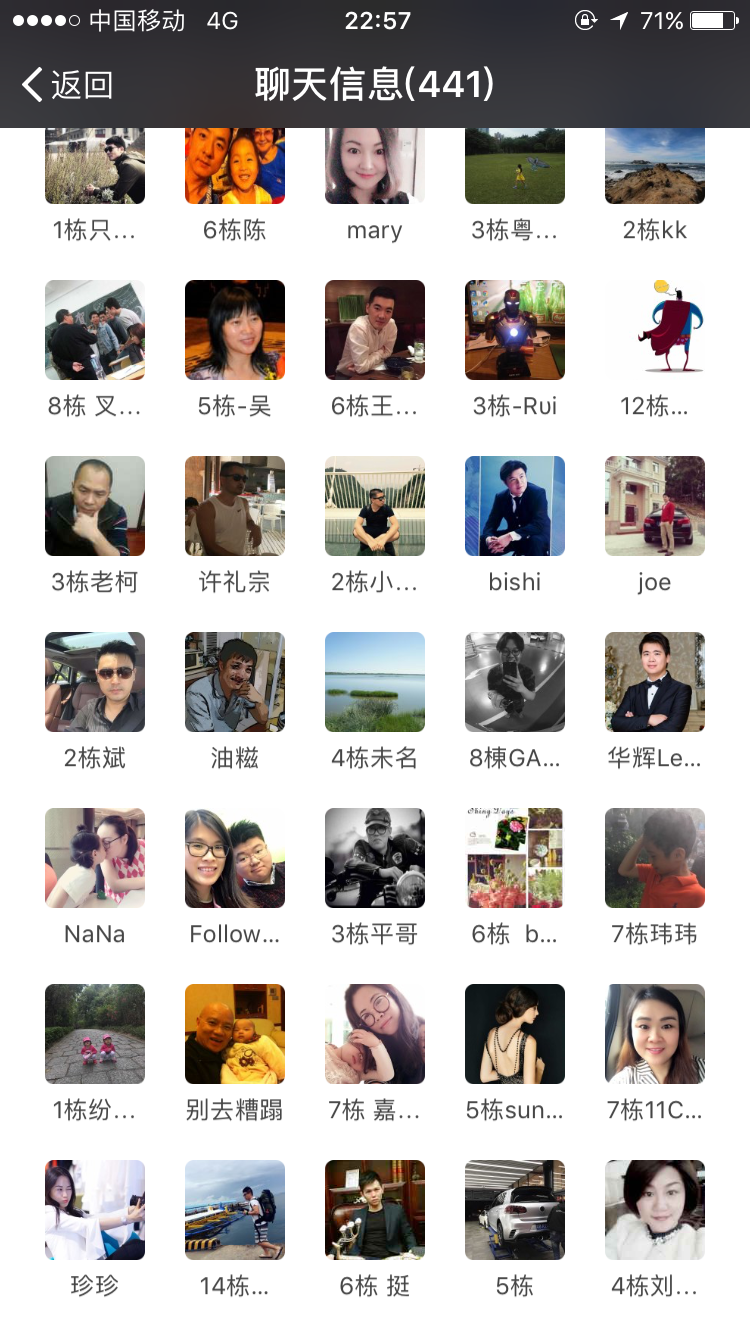 中国移动 4G 22:57 71%
返回 聊天信息(441)
1栋只... 6栋陈 mary 3栋粤... 2栋kk
8栋 叉... 5栋-吴 6栋王... 3栋-Rui 12栋...
3栋老柯 许礼宗 2栋小... bishi joe
2栋斌 油糍 4栋未名 8棟GA... 华辉Le...
NaNa Follow... 3栋平哥 6栋 b... 7栋玮玮
1栋纷... 别去糟蹋 7栋 嘉... 5栋sun... 7栋11C...
珍珍 14栋... 6栋 挺 5栋 4栋刘...